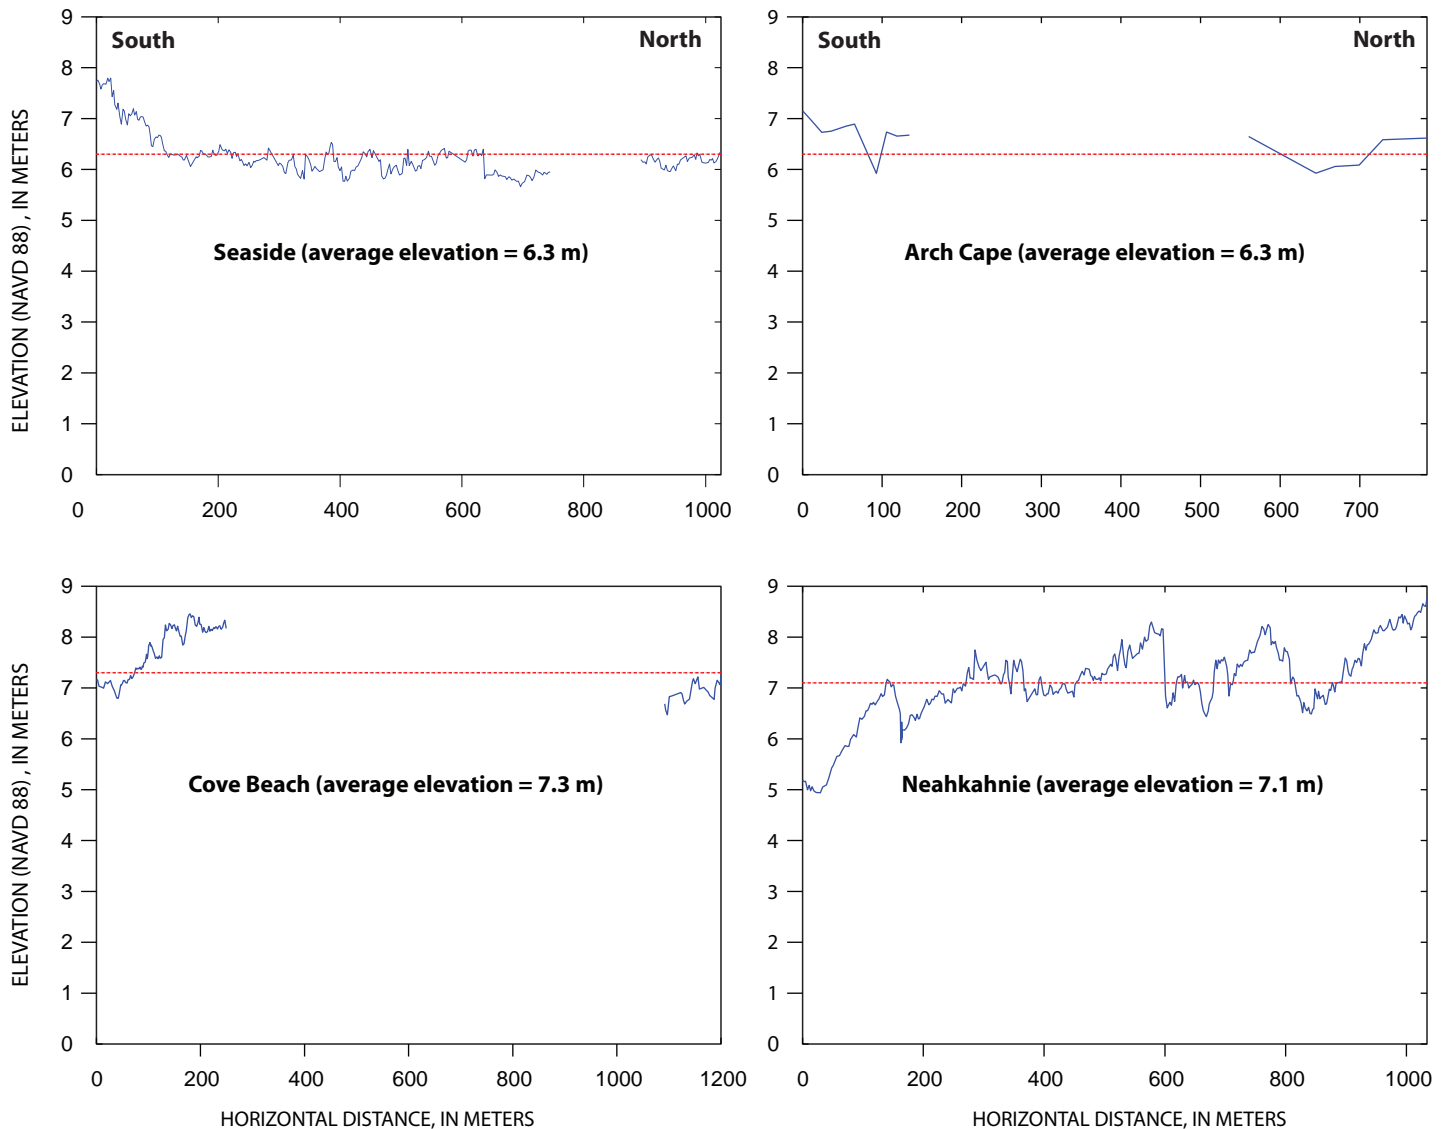 9
8
7
6
5
4
3
2
1
0
ELEVATION (NAVD 88) , IN METERS
South
North
Seaside (average elevation = 6.3 m)
0 200 400 600 800 1000
9
8
7
6
5
4
3
2
1
0
South
North
Arch Cape (average elevation = 6.3 m)
0 100 200 300 400 500 600 700
9
8
7
6
5
4
3
2
1
0
ELEVATION (NAVD 88) , IN METERS
Cove Beach (average elevation = 7.3 m)
0 200 400 600 800 1000 1200
HORIZONTAL DISTANCE, IN METERS
9
8
7
6
5
4
3
2
1
0
Neahkahnie (average elevation = 7.1 m)
0 200 400 600 800 1000
HORIZONTAL DISTANCE, IN METERS